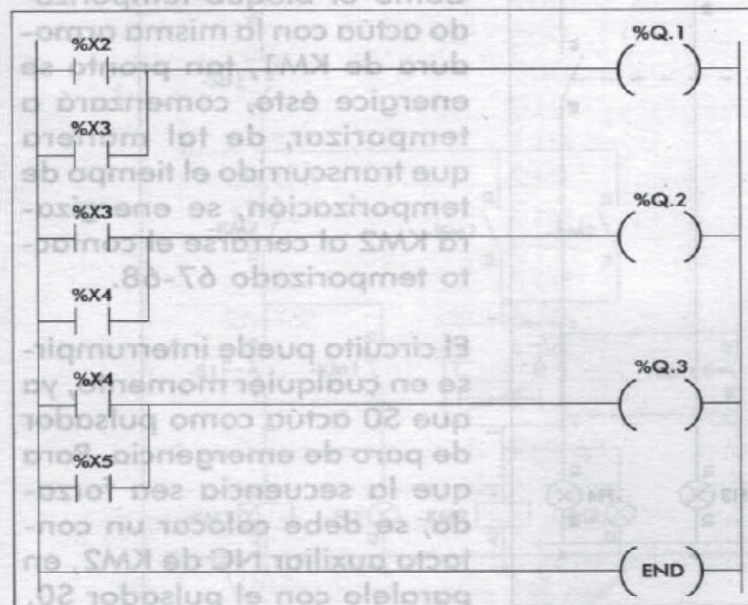 %X2 %Q.1
%X3
%X3 %Q.2
%X4
%X4 %Q.3
%X5
END
do actúa con la misma arma-
dura de KM1, tan pronto se
energice éste, comenzará a
temporizar, de tal manera
que transcurrido el tiempo de
temporización, se energiza-
rá KM2 al cerrarse el contac-
to temporizado 67-68.
El circuito puede interrumpir-
se en cualquier momento, ya
que S0 actúa como pulsador
de paro de emergencia. Para
que la secuencia sea forza-
da, se debe colocar un con-
tacto auxiliar NC de KM2, en
paralelo con el pulsador S0.